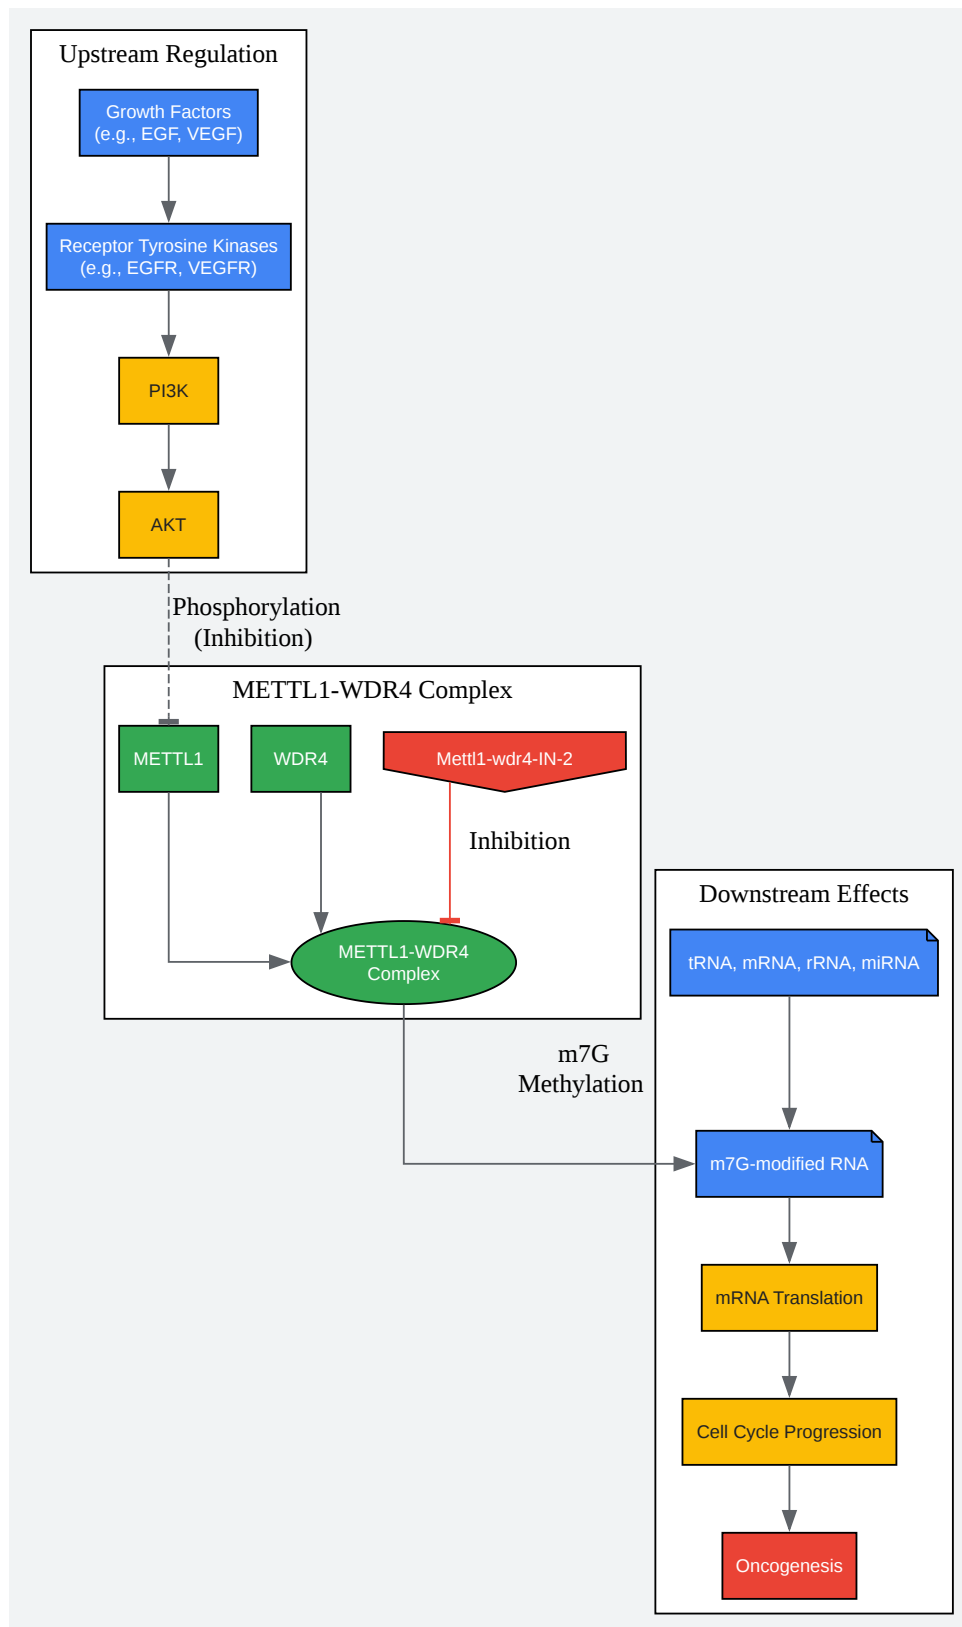 Upstream Regulation
Growth Factors
(e.g., EGF, VEGF)
Receptor Tyrosine Kinases
(e.g., EGFR, VEGFR)
PI3K
AKT
Phosphorylation
(Inhibition)
METTL1-WDR4 Complex
METTL1
WDR4
Mettl1-wdr4-IN-2
Inhibition
METTL1-WDR4
Complex
m7G
Methylation
Downstream Effects
tRNA, mRNA, rRNA, miRNA
m7G-modified RNA
mRNA Translation
Cell Cycle Progression
Oncogenesis